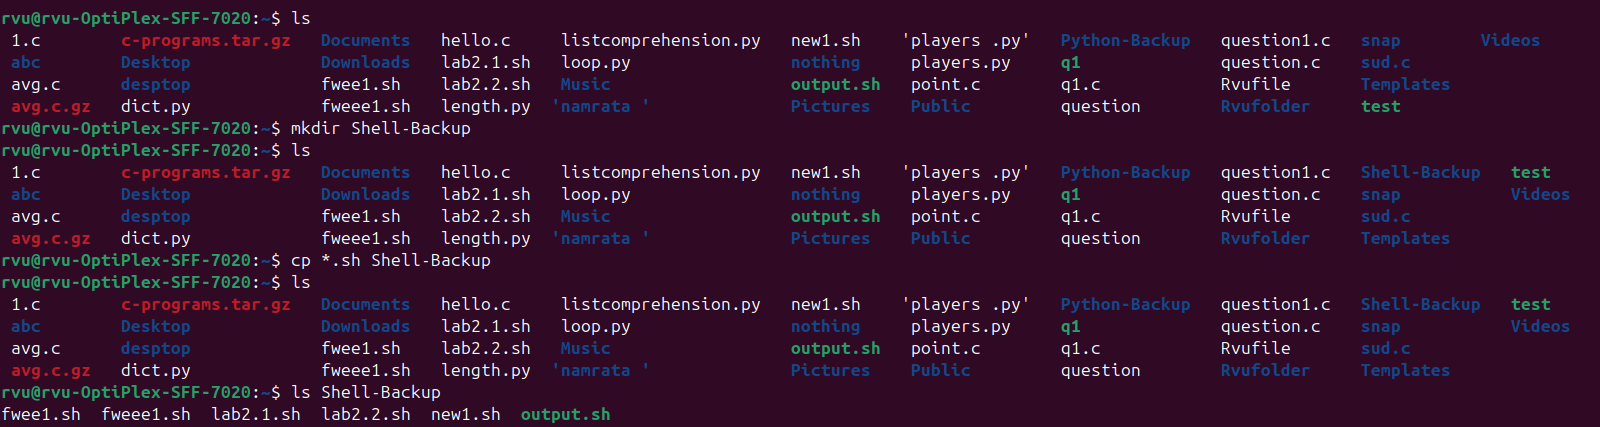 rvu@rvu-OptiPlex-SFF-7020:~$ ls
1.c c-programs.tar.gz Documents hello.c listcomprehension.py new1.sh 'players .py' Python-Backup question1.c snap Videos
abc Desktop Downloads lab2.1.sh loop.py nothing players.py q1 question.c sud.c
avg.c desptop fwee1.sh lab2.2.sh Music output.sh point.c q1.c Rvufile Templates
avg.c.gz dict.py fweee1.sh length.py 'namrata ' Pictures Public question Rvufolder test
rvu@rvu-OptiPlex-SFF-7020:~$ mkdir Shell-Backup
rvu@rvu-OptiPlex-SFF-7020:~$ ls
1.c c-programs.tar.gz Documents hello.c listcomprehension.py new1.sh 'players .py' Python-Backup question1.c Shell-Backup test
abc Desktop Downloads lab2.1.sh loop.py nothing players.py q1 question.c snap Videos
avg.c desptop fwee1.sh lab2.2.sh Music output.sh point.c q1.c Rvufile sud.c
avg.c.gz dict.py fweee1.sh length.py 'namrata ' Pictures Public question Rvufolder Templates
rvu@rvu-OptiPlex-SFF-7020:~$ cp *.sh Shell-Backup
rvu@rvu-OptiPlex-SFF-7020:~$ ls
1.c c-programs.tar.gz Documents hello.c listcomprehension.py new1.sh 'players .py' Python-Backup question1.c Shell-Backup test
abc Desktop Downloads lab2.1.sh loop.py nothing players.py q1 question.c snap Videos
avg.c desptop fwee1.sh lab2.2.sh Music output.sh point.c q1.c Rvufile sud.c
avg.c.gz dict.py fweee1.sh length.py 'namrata ' Pictures Public question Rvufolder Templates
rvu@rvu-OptiPlex-SFF-7020:~$ ls Shell-Backup
fwee1.sh fweee1.sh lab2.1.sh lab2.2.sh new1.sh output.sh